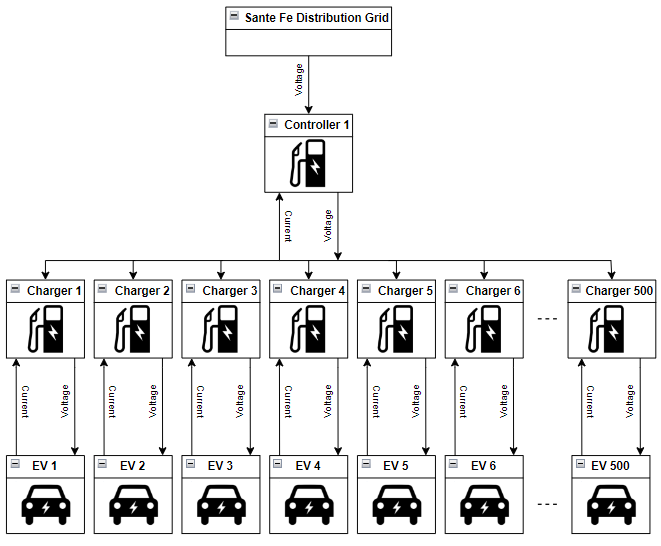 Sante Fe Distribution Grid
Voltage
Controller 1
Current
Voltage
Charger 1
Charger 2
Charger 3
Charger 4
Charger 5
Charger 6
Charger 500
Current
Voltage
Current
Voltage
Current
Voltage
Current
Voltage
Current
Voltage
Current
Voltage
Current
Voltage
EV 1
EV 2
EV 3
EV 4
EV 5
EV 6
EV 500